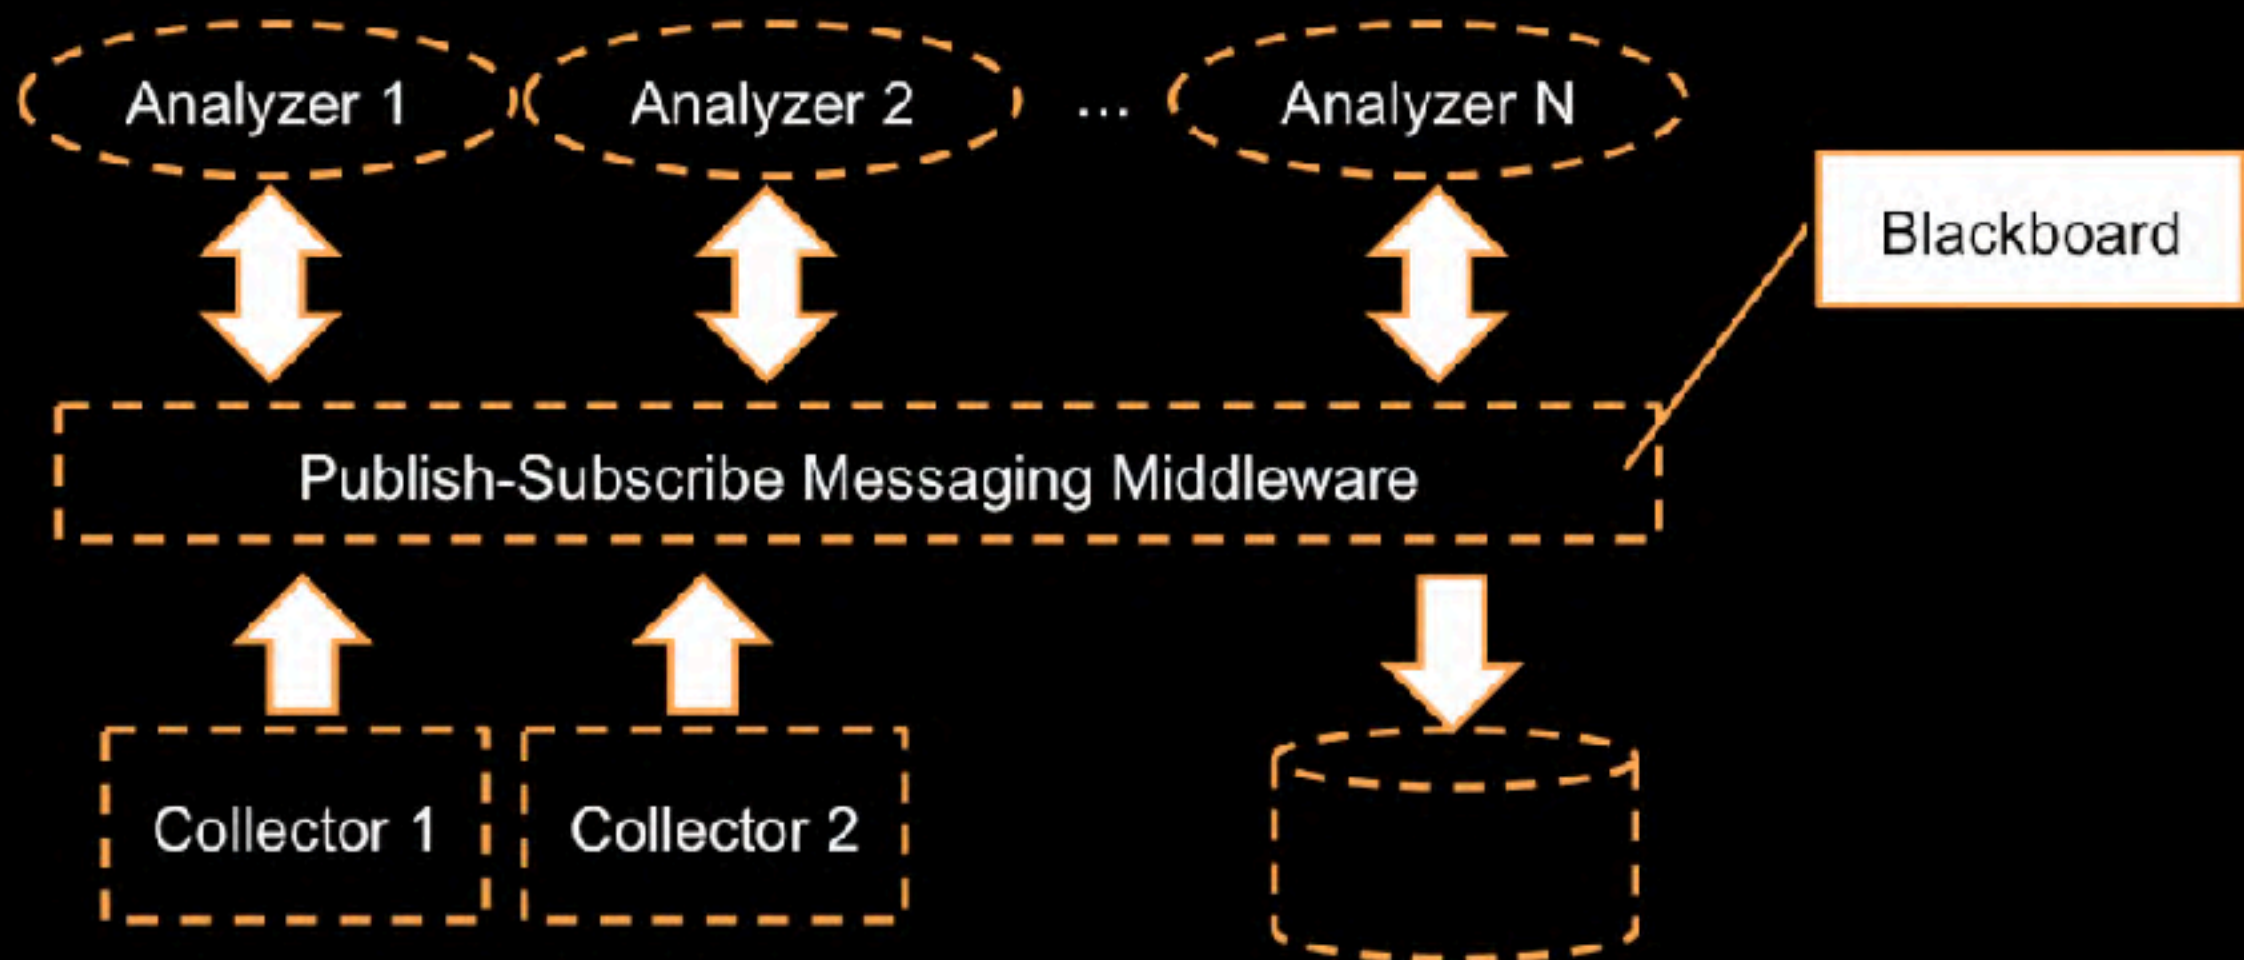 Analyzer 1
Analyzer 2
...
Analyzer N
Blackboard
Publish-Subscribe Messaging Middleware
Collector 1
Collector 2